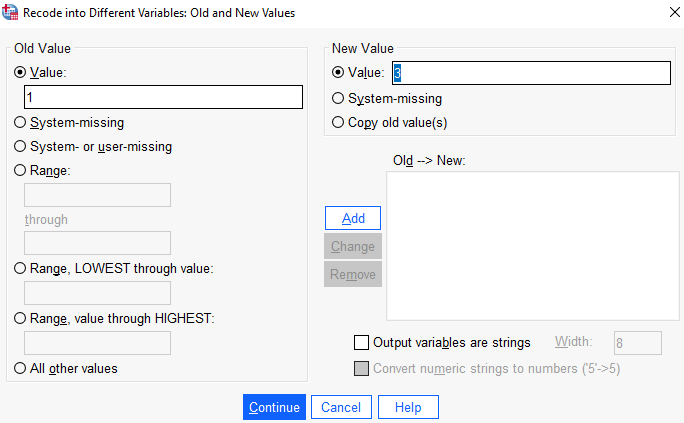 Recode into Different Variables: Old and New Values
Old Value
Value:
1
System-missing
System- or user-missing
Range:
through
Range, LOWEST through value:
Range, value through HIGHEST:
All other values
New Value
Value: 3
System-missing
Copy old value(s)
Old --> New:
Add
Change
Remove
Output variables are strings Width: 8
Convert numeric strings to numbers ('5'->5)
Continue Cancel Help